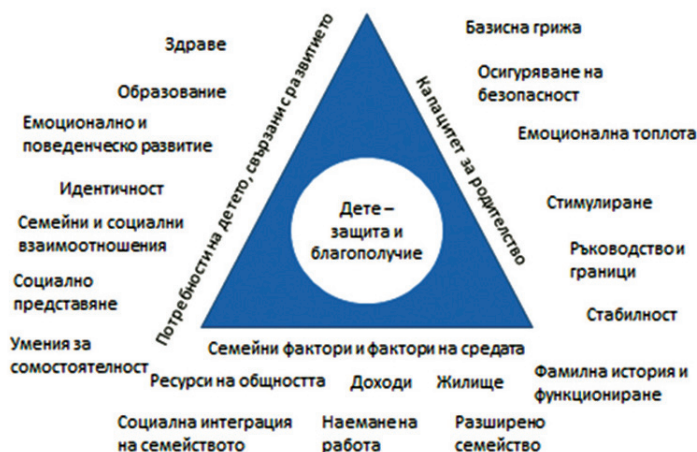 Здраве
Образование
Емоционално и
поведенческо развитие
Идентичност
Семейни и социални
взаимоотношения
Социално
представяне
Умения за
самостоятелност
Потребности на детето, свързани с развитието
Дете –
защита и
благополучие
Капацитет за родителство
Базисна грижа
Осигуряване на
безопасност
Емоционална топлота
Стимулиране
Ръководство и
граници
Стабилност
Семейни фактори и фактори на средата
Ресурси на общността
Доходи
Жилище
Фамилна история и
функциониране
Социална интеграция
на семейството
Наемане на
работа
Разширено
семейство